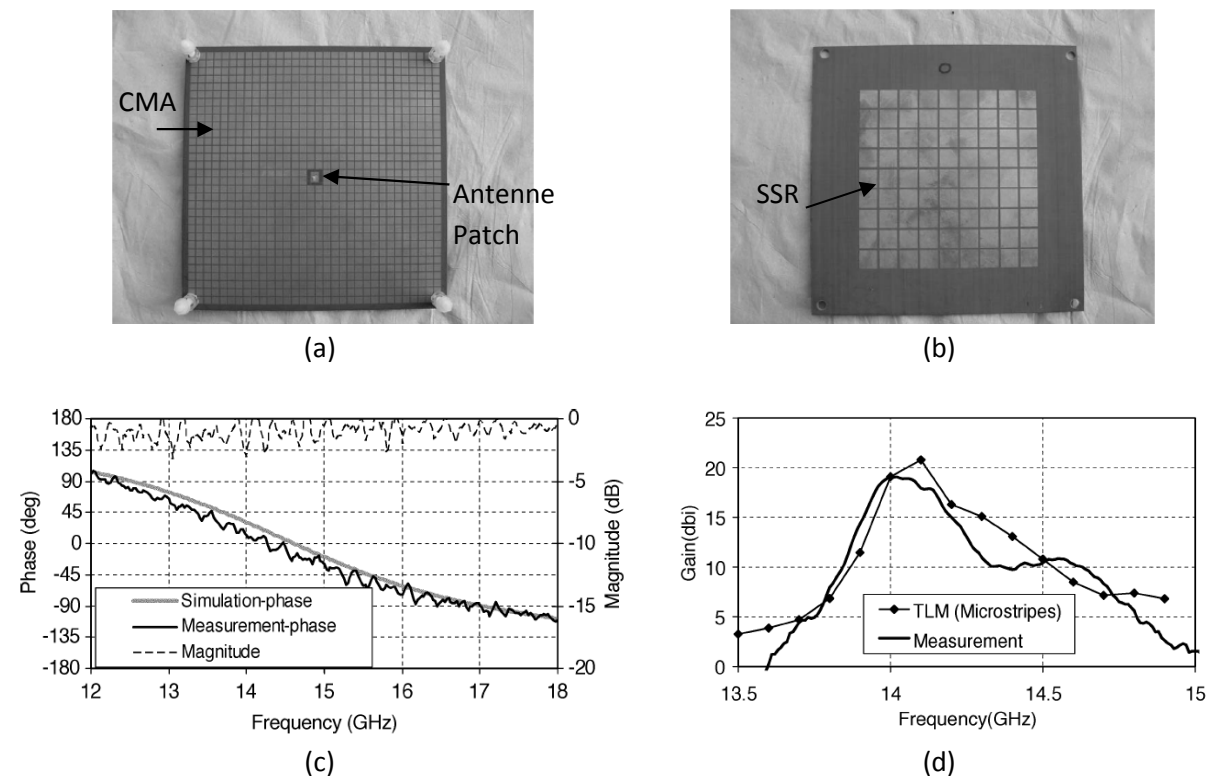 CMA
Antenne
Patch
(a)
SSR
(b)
180
135
90
45
0
-45
-90
-135
-180
Phase (deg)
0
-5
-10
-15
-20
Magnitude (dB)
Simulation-phase
Measurement-phase
Magnitude
12 13 14 15 16 17 18
Frequency (GHz)
(c)
25
20
15
10
5
0
Gain(dbi)
TLM (Microstripes)
Measurement
13.5 14 14.5 15
Frequency(GHz)
(d)